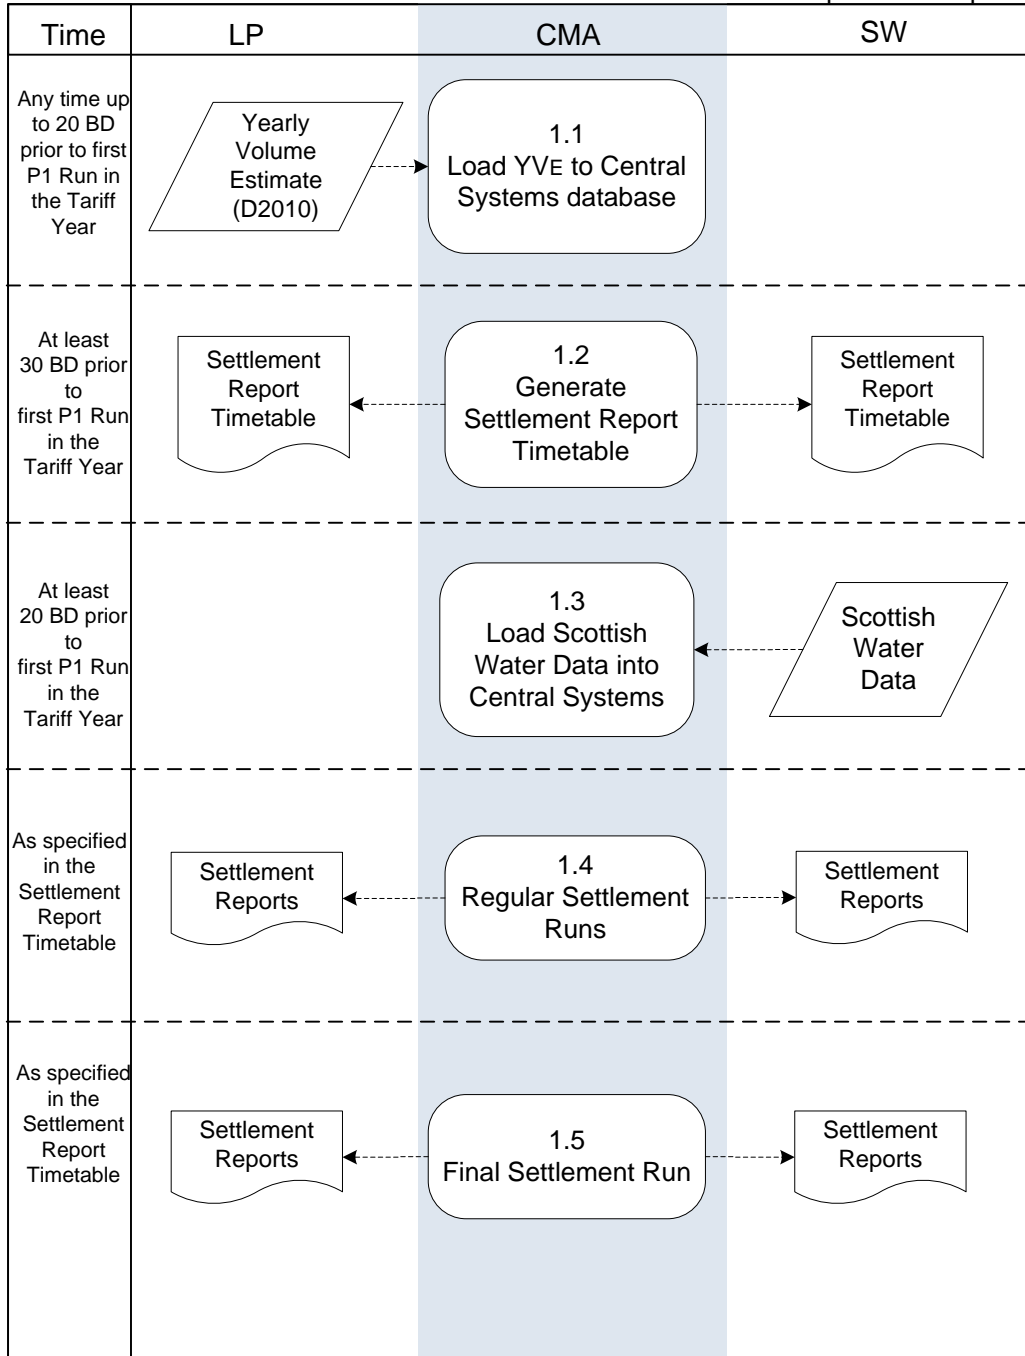 Time
LP
CMA
SW
Any time up
to 20 BD
prior to first
P1 Run in
the Tariff
Year
Yearly
Volume
Estimate
(D2010)
1.1
Load YVE to Central
Systems database
At least
30 BD prior
to
first P1 Run
in the
Tariff Year
Settlement
Report
Timetable
1.2
Generate
Settlement Report
Timetable
Settlement
Report
Timetable
At least
20 BD prior
to
first P1 Run
in the
Tariff Year
1.3
Load Scottish
Water Data into
Central Systems
Scottish
Water
Data
As specified
in the
Settlement
Report
Timetable
Settlement
Reports
1.4
Regular Settlement
Runs
Settlement
Reports
As specified
in the
Settlement
Report
Timetable
Settlement
Reports
1.5
Final Settlement Run
Settlement
Reports